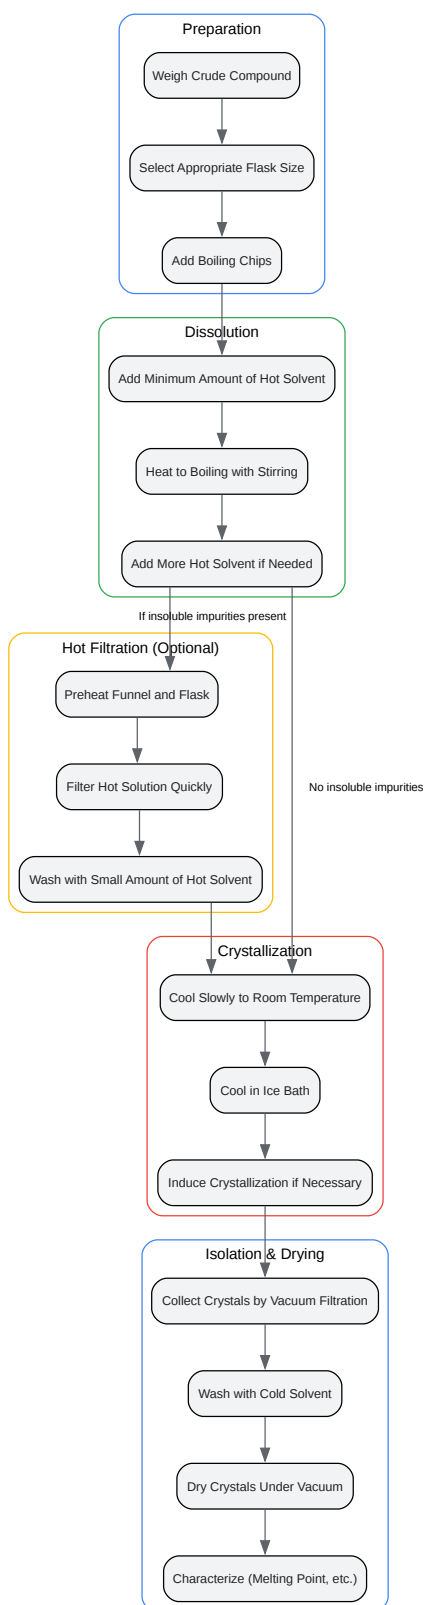 Preparation
Weigh Crude Compound
Select Appropriate Flask Size
Add Boiling Chips
Dissolution
Add Minimum Amount of Hot Solvent
Heat to Boiling with Stirring
Add More Hot Solvent if Needed
If insoluble impurities present
Hot Filtration (Optional)
Preheat Funnel and Flask
Filter Hot Solution Quickly
No insoluble impurities
Wash with Small Amount of Hot Solvent
Crystallization
Cool Slowly to Room Temperature
Cool in Ice Bath
Induce Crystallization if Necessary
Isolation & Drying
Collect Crystals by Vacuum Filtration
Wash with Cold Solvent
Dry Crystals Under Vacuum
Characterize (Melting Point, etc.)